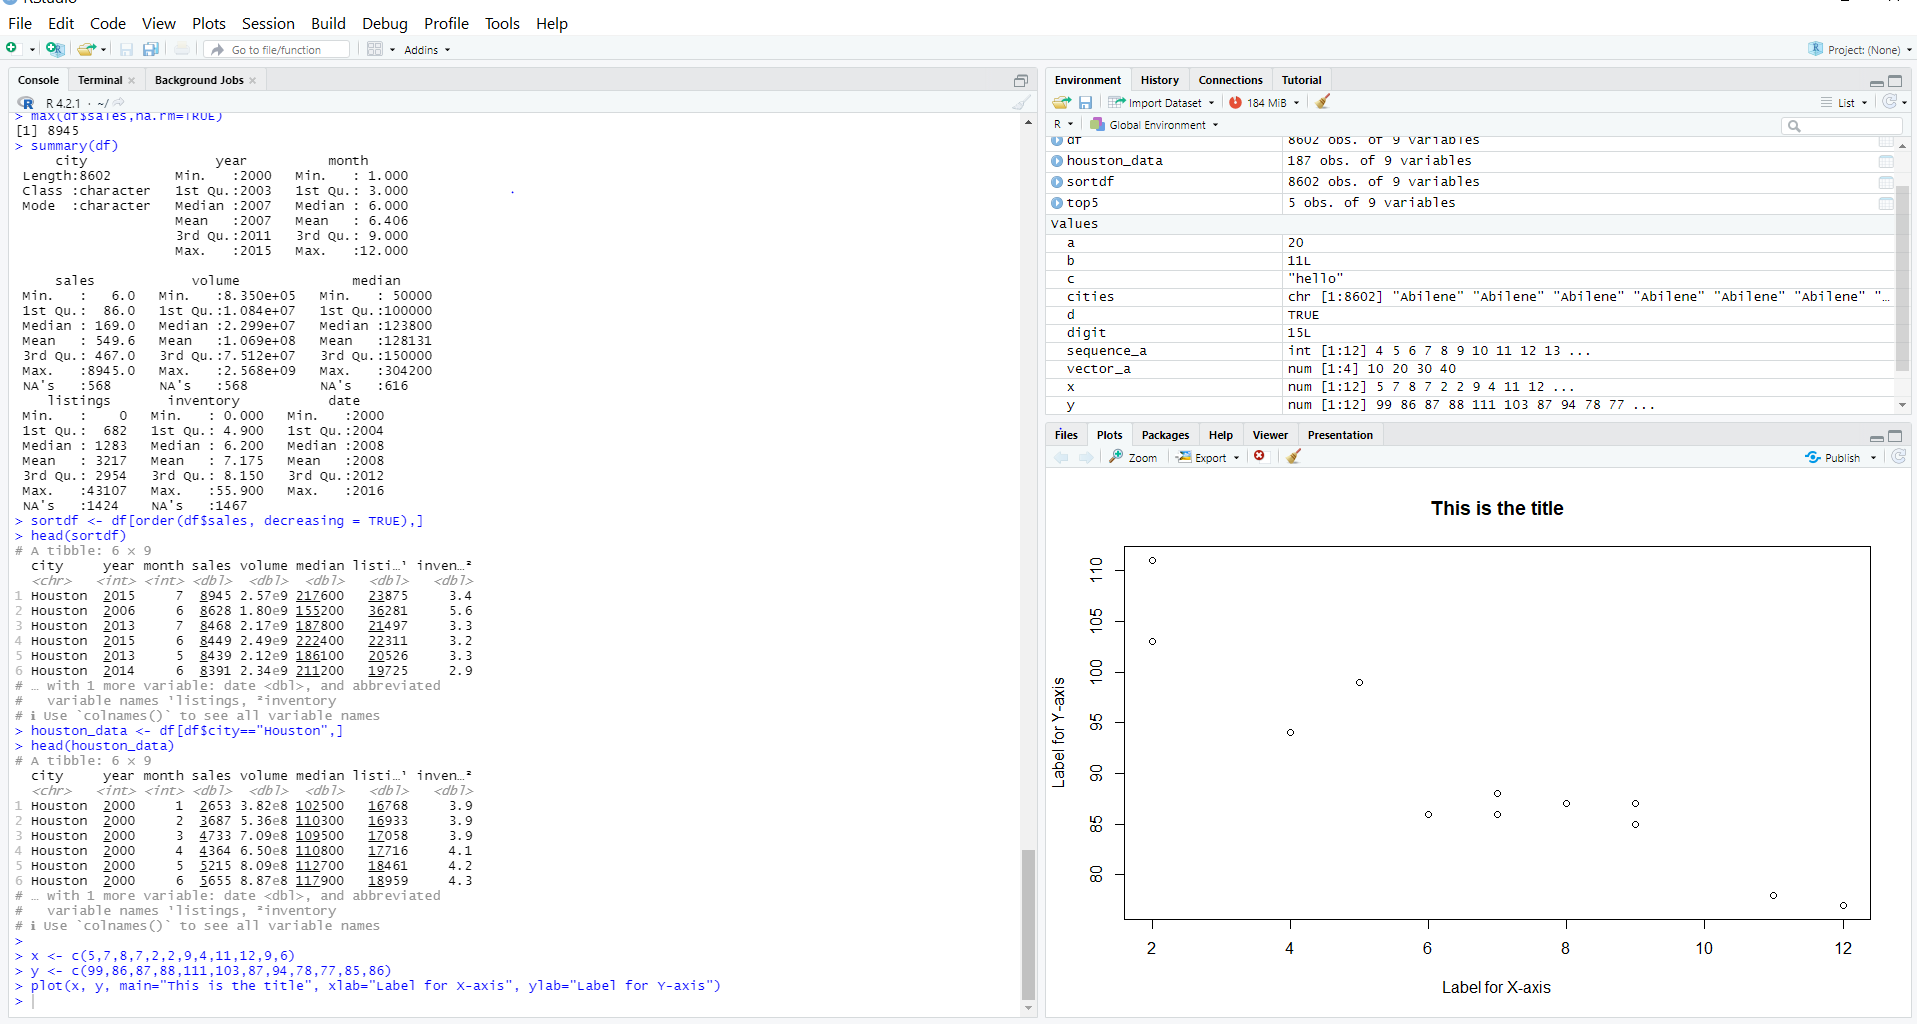 RStudio
File Edit Code View Plots Session Build Debug Profile Tools Help
Go to file/function Addins Project: (None)
Console Terminal Background Jobs
R 4.2.1 · ~/
> max(df$sales,na.rm=TRUE)
[1] 8945
> summary(df)
city year month
Length:8602 Min. :2000 Min. : 1.000
Class :character 1st Qu.:2003 1st Qu.: 3.000
Mode :character Median :2007 Median : 6.000
Mean :2007 Mean : 6.406
3rd Qu.:2011 3rd Qu.: 9.000
Max. :2015 Max. :12.000
sales volume median
Min. : 6.0 Min. :8.350e+05 Min. : 50000
1st Qu.: 86.0 1st Qu.:1.084e+07 1st Qu.:100000
Median : 169.0 Median :2.299e+07 Median :123800
Mean : 549.6 Mean :1.069e+08 Mean :128131
3rd Qu.: 467.0 3rd Qu.:7.512e+07 3rd Qu.:150000
Max. :8945.0 Max. :2.568e+09 Max. :304200
NA's :568 NA's :568 NA's :616
listings inventory date
Min. : 0 Min. : 0.000 Min. :2000
1st Qu.: 682 1st Qu.: 4.900 1st Qu.:2004
Median : 1283 Median : 6.200 Median :2008
Mean : 3217 Mean : 7.175 Mean :2008
3rd Qu.: 2954 3rd Qu.: 8.150 3rd Qu.:2012
Max. :43107 Max. :55.900 Max. :2016
NA's :1424 NA's :1467
> sortdf <- df[order(df$sales, decreasing = TRUE),]
> head(sortdf)
# A tibble: 6 × 9
city year month sales volume median listi…¹ inven…²
<chr> <int> <int> <dbl> <dbl> <dbl> <dbl> <dbl>
1 Houston 2015 7 8945 2.57e9 217600 23875 3.4
2 Houston 2006 6 8628 1.80e9 155200 36281 5.6
3 Houston 2013 7 8468 2.17e9 187800 21497 3.3
4 Houston 2015 6 8449 2.49e9 222400 22311 3.2
5 Houston 2013 5 8439 2.12e9 186100 20526 3.3
6 Houston 2014 6 8391 2.34e9 211200 19725 2.9
# … with 1 more variable: date <dbl>, and abbreviated
# variable names ¹listings, ²inventory
# ℹ Use `colnames()` to see all variable names
> houston_data <- df[df$city=="Houston",]
> head(houston_data)
# A tibble: 6 × 9
city year month sales volume median listi…¹ inven…²
<chr> <int> <int> <dbl> <dbl> <dbl> <dbl> <dbl>
1 Houston 2000 1 2653 3.82e8 102500 16768 3.9
2 Houston 2000 2 3687 5.36e8 110300 16933 3.9
3 Houston 2000 3 4733 7.09e8 109500 17058 3.9
4 Houston 2000 4 4364 6.50e8 110800 17716 4.1
5 Houston 2000 5 5215 8.09e8 112700 18461 4.2
6 Houston 2000 6 5655 8.87e8 117900 18959 4.3
# … with 1 more variable: date <dbl>, and abbreviated
# variable names ¹listings, ²inventory
# ℹ Use `colnames()` to see all variable names
>
> x <- c(5,7,8,7,2,2,9,4,11,12,9,6)
> y <- c(99,86,87,88,111,103,87,94,78,77,85,86)
> plot(x, y, main="This is the title", xlab="Label for X-axis", ylab="Label for Y-axis")
>
Environment History Connections Tutorial
Import Dataset 184 MiB List
R Global Environment
df 8602 obs. of 9 variables
houston_data 187 obs. of 9 variables
sortdf 8602 obs. of 9 variables
top5 5 obs. of 9 variables
Values
a 20
b 11L
c "hello"
cities chr [1:8602] "Abilene" "Abilene" "Abilene" "Abilene" "Abilene" "Abilene" "…
d TRUE
digit 15L
sequence_a int [1:12] 4 5 6 7 8 9 10 11 12 13 ...
vector_a num [1:4] 10 20 30 40
x num [1:12] 5 7 8 7 2 2 9 4 11 12 ...
y num [1:12] 99 86 87 88 111 103 87 94 78 77 ...
Files Plots Packages Help Viewer Presentation
Zoom Export Publish
This is the title
Label for Y-axis
110
105
100
95
90
85
80
2 4 6 8 10 12
Label for X-axis